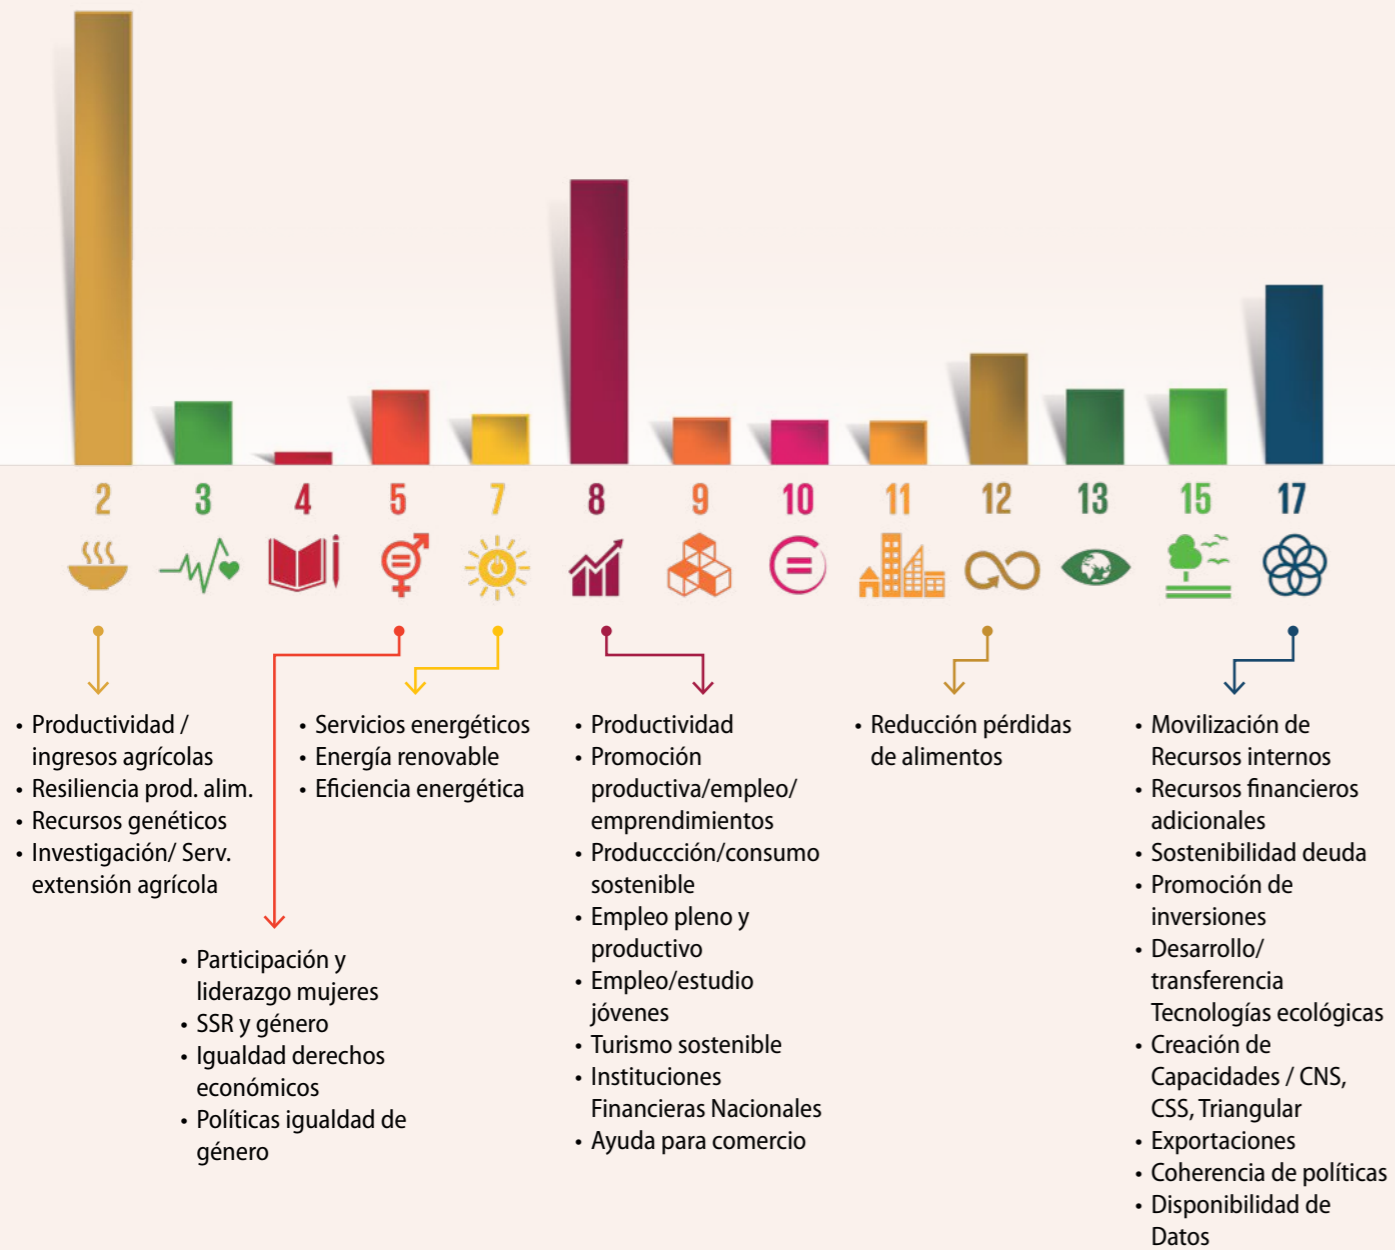 2 3 4 5 7 8 9 10 11 12 13 15 17
• Productividad /
ingresos agrícolas
• Resiliencia prod. alim.
• Recursos genéticos
• Investigación/ Serv.
extensión agrícola
• Participación y
liderazgo mujeres
• SSR y género
• Igualdad derechos
económicos
• Políticas igualdad de
género
• Servicios energéticos
• Energía renovable
• Eficiencia energética
• Productividad
• Promoción
productiva/empleo/
emprendimientos
• Produccción/consumo
sostenible
• Empleo pleno y
productivo
• Empleo/estudio
jóvenes
• Turismo sostenible
• Instituciones
Financieras Nacionales
• Ayuda para comercio
• Reducción pérdidas
de alimentos
• Movilización de
Recursos internos
• Recursos financieros
adicionales
• Sostenibilidad deuda
• Promoción de
inversiones
• Desarrollo/
transferencia
Tecnologías ecológicas
• Creación de
Capacidades / CNS,
CSS, Triangular
• Exportaciones
• Coherencia de políticas
• Disponibilidad de
Datos